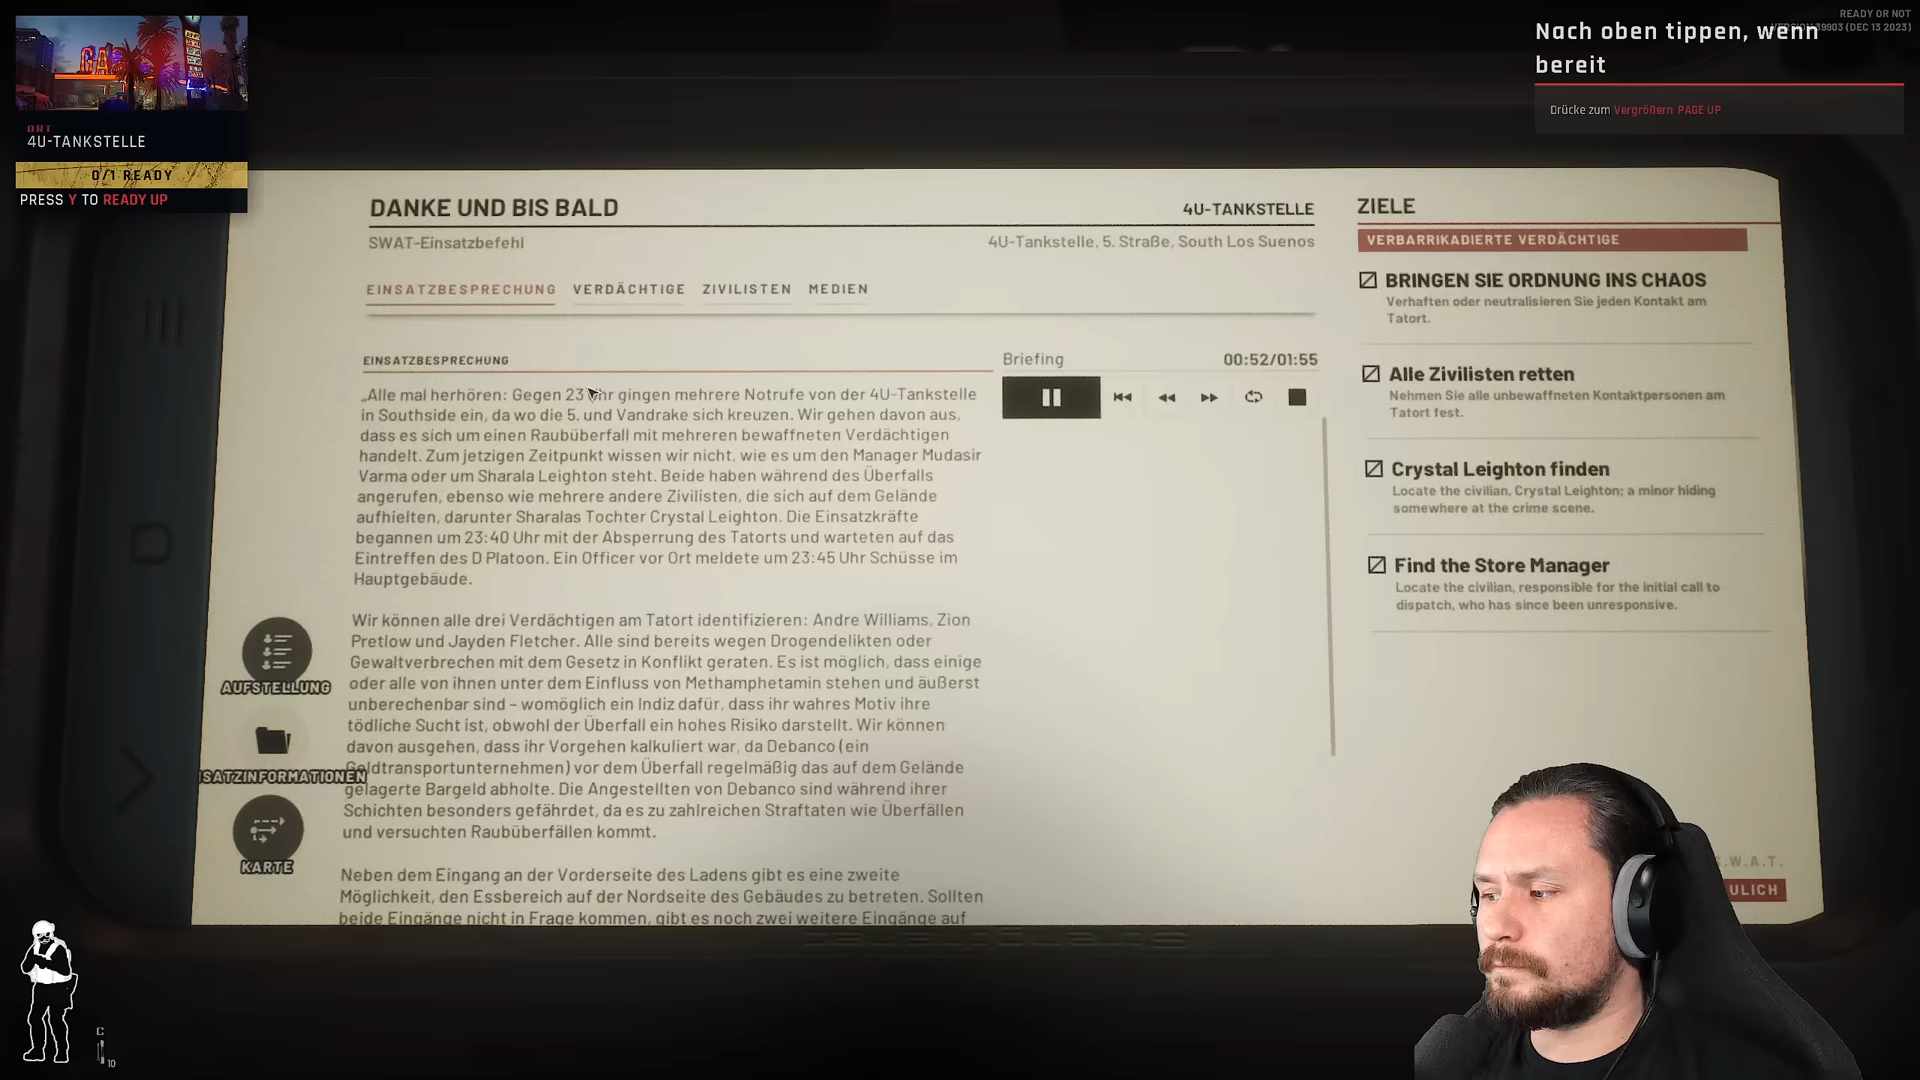 READY OR NOT
39903 (DEC 13 2023)
Nach oben tippen, wenn
bereit
Drücke zum Vergrößern PAGE UP
ORT
4U-TANKSTELLE
0/1 READY
PRESS Y TO READY UP
DANKE UND BIS BALD
4U-TANKSTELLE
SWAT-Einsatzbefehl
4U-Tankstelle, 5. Straße, South Los Suenos
EINSATZBESPRECHUNG VERDÄCHTIGE ZIVILISTEN MEDIEN
EINSATZBESPRECHUNG
Briefing 00:52/01:55
„Alle mal herhören: Gegen 23 Uhr gingen mehrere Notrufe von der 4U-Tankstelle
in Southside ein, da wo die 5. und Vandrake sich kreuzen. Wir gehen davon aus,
dass es sich um einen Raubüberfall mit mehreren bewaffneten Verdächtigen
handelt. Zum jetzigen Zeitpunkt wissen wir nicht, wie es um den Manager Mudasir
Varma oder um Sharala Leighton steht. Beide haben während des Überfalls
angerufen, ebenso wie mehrere andere Zivilisten, die sich auf dem Gelände
aufhielten, darunter Sharalas Tochter Crystal Leighton. Die Einsatzkräfte
begannen um 23:40 Uhr mit der Absperrung des Tatorts und warteten auf das
Eintreffen des D Platoon. Ein Officer vor Ort meldete um 23:45 Uhr Schüsse im
Hauptgebäude.
Wir können alle drei Verdächtigen am Tatort identifizieren: Andre Williams, Zion
Pretlow und Jayden Fletcher. Alle sind bereits wegen Drogendelikten oder
Gewaltverbrechen mit dem Gesetz in Konflikt geraten. Es ist möglich, dass einige
oder alle von ihnen unter dem Einfluss von Methamphetamin stehen und äußerst
unberechenbar sind – womöglich ein Indiz dafür, dass ihr wahres Motiv ihre
tödliche Sucht ist, obwohl der Überfall ein hohes Risiko darstellt. Wir können
davon ausgehen, dass ihr Vorgehen kalkuliert war, da Debanco (ein
Geldtransportunternehmen) vor dem Überfall regelmäßig das auf dem Gelände
gelagerte Bargeld abholte. Die Angestellten von Debanco sind während ihrer
Schichten besonders gefährdet, da es zu zahlreichen Straftaten wie Überfällen
und versuchten Raubüberfällen kommt.
Neben dem Eingang an der Vorderseite des Ladens gibt es eine zweite
Möglichkeit, den Essbereich auf der Nordseite des Gebäudes zu betreten. Sollten
beide Eingänge nicht in Frage kommen, gibt es noch zwei weitere Eingänge auf
AUFSTELLUNG
SATZINFORMATIONEN
KARTE
ZIELE
VERBARRIKADIERTE VERDÄCHTIGE
BRINGEN SIE ORDNUNG INS CHAOS
Verhaften oder neutralisieren Sie jeden Kontakt am
Tatort.
Alle Zivilisten retten
Nehmen Sie alle unbewaffneten Kontaktpersonen am
Tatort fest.
Crystal Leighton finden
Locate the civilian, Crystal Leighton; a minor hiding
somewhere at the crime scene.
Find the Store Manager
Locate the civilian, responsible for the initial call to
dispatch, who has since been unresponsive.
S.W.A.T.
ULICH
C
10